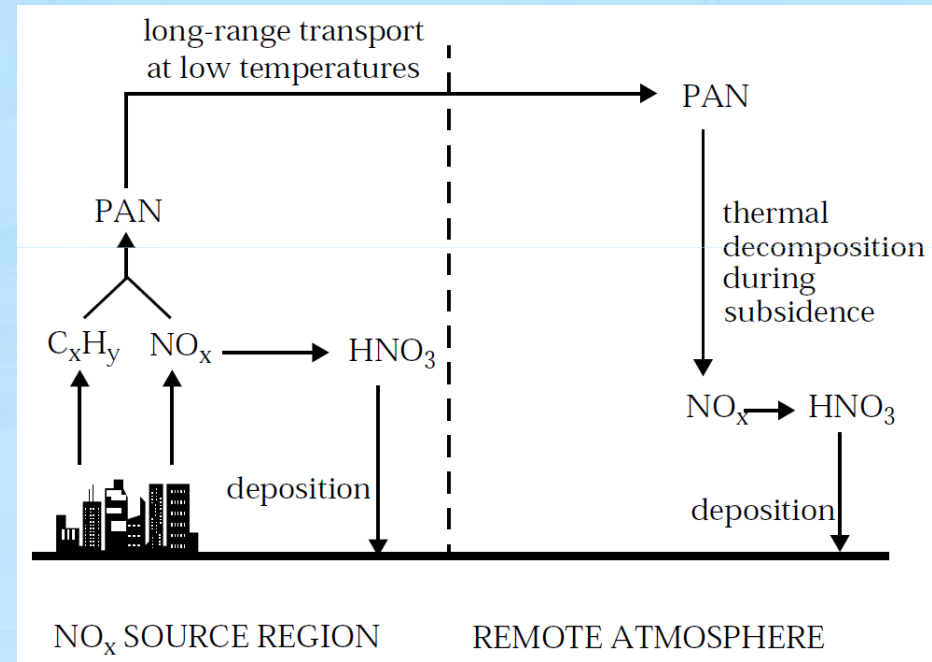 long-range transport
at low temperatures
PAN
PAN
thermal
decomposition
during
subsidence
CxHy NOx HNO3
NOx HNO3
deposition
deposition
NOx SOURCE REGION REMOTE ATMOSPHERE